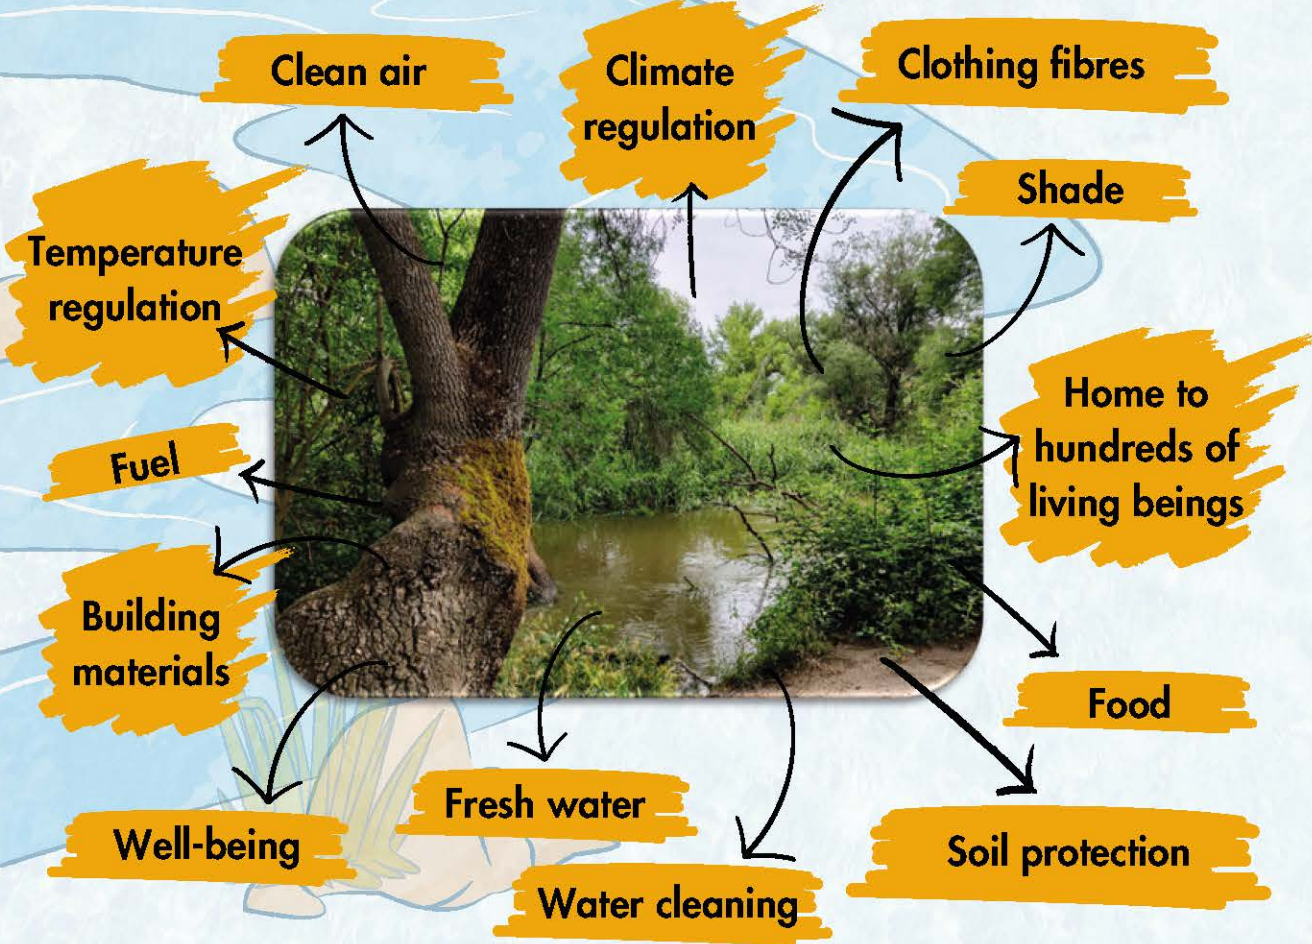 Clean air
Climate
regulation
Clothing fibres
Shade
Temperature
regulation
Home to
hundreds of
living beings
Fuel
Building
materials
Food
Well-being
Fresh water
Soil protection
Water cleaning